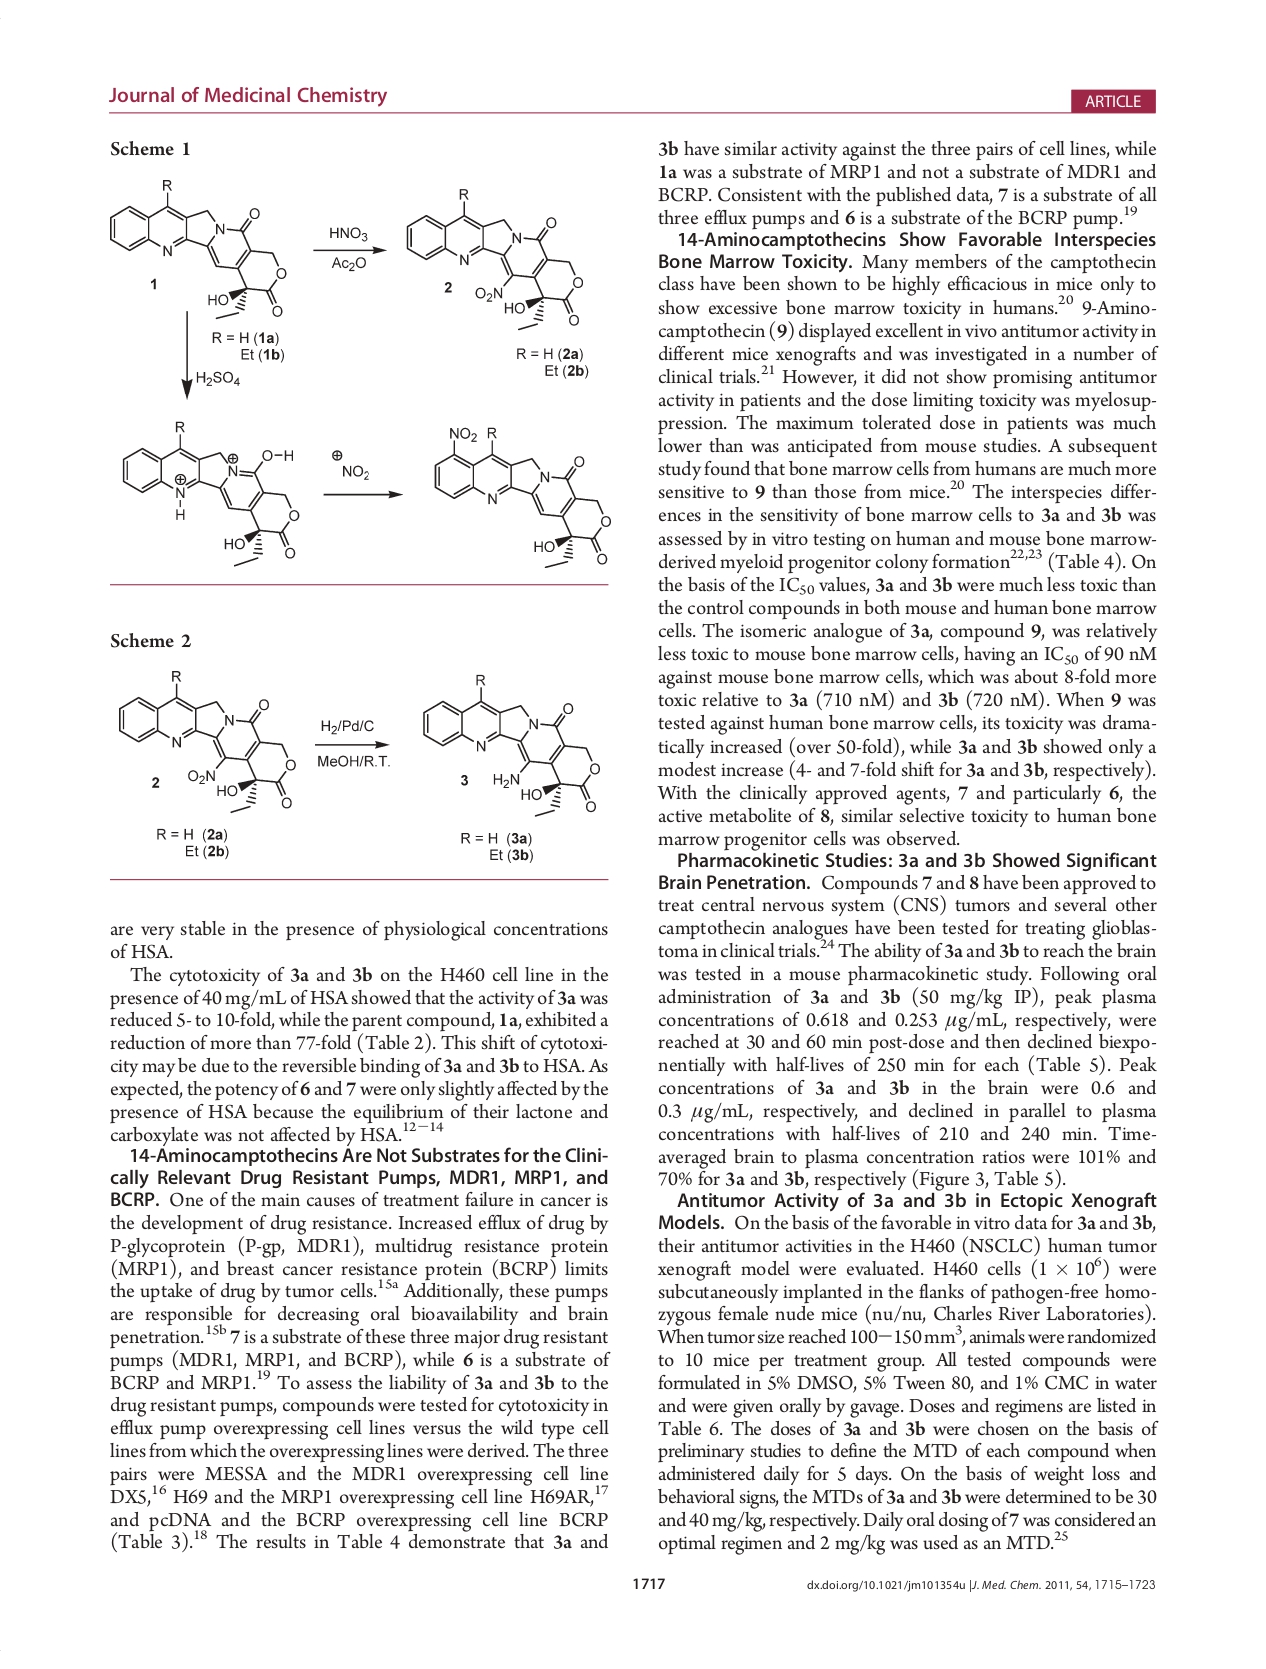 Journal of Medicinal Chemistry
ARTICLE
Scheme 1
R
N
N
O
O
O
HO
1
R = H (1a)
Et (1b)
HNO3
Ac2O
R
N
N
O
O
O
O2N
HO
2
R = H (2a)
Et (2b)
H2SO4
R
⊕
N
H
⊕
N
O−H
O
O
HO
⊕
NO2
NO2 R
N
N
O
O
O
HO
Scheme 2
R
N
N
O
O
O
O2N
HO
2
R = H (2a)
Et (2b)
H2/Pd/C
MeOH/R.T.
R
N
N
O
O
O
H2N
HO
3
R = H (3a)
Et (3b)
are very stable in the presence of physiological concentrations
of HSA.
The cytotoxicity of 3a and 3b on the H460 cell line in the
presence of 40 mg/mL of HSA showed that the activity of 3a was
reduced 5- to 10-fold, while the parent compound, 1a, exhibited a
reduction of more than 77-fold (Table 2). This shift of cytotoxi-
city may be due to the reversible binding of 3a and 3b to HSA. As
expected, the potency of 6 and 7 were only slightly affected by the
presence of HSA because the equilibrium of their lactone and
carboxylate was not affected by HSA.12−14
14-Aminocamptothecins Are Not Substrates for the Clini-
cally Relevant Drug Resistant Pumps, MDR1, MRP1, and
BCRP. One of the main causes of treatment failure in cancer is
the development of drug resistance. Increased efflux of drug by
P-glycoprotein (P-gp, MDR1), multidrug resistance protein
(MRP1), and breast cancer resistance protein (BCRP) limits
the uptake of drug by tumor cells.15a Additionally, these pumps
are responsible for decreasing oral bioavailability and brain
penetration.15b 7 is a substrate of these three major drug resistant
pumps (MDR1, MRP1, and BCRP), while 6 is a substrate of
BCRP and MRP1.19 To assess the liability of 3a and 3b to the
drug resistant pumps, compounds were tested for cytotoxicity in
efflux pump overexpressing cell lines versus the wild type cell
lines from which the overexpressing lines were derived. The three
pairs were MESSA and the MDR1 overexpressing cell line
DX5,16 H69 and the MRP1 overexpressing cell line H69AR,17
and pcDNA and the BCRP overexpressing cell line BCRP
(Table 3).18 The results in Table 4 demonstrate that 3a and
3b have similar activity against the three pairs of cell lines, while
1a was a substrate of MRP1 and not a substrate of MDR1 and
BCRP. Consistent with the published data, 7 is a substrate of all
three efflux pumps and 6 is a substrate of the BCRP pump.19
14-Aminocamptothecins Show Favorable Interspecies
Bone Marrow Toxicity. Many members of the camptothecin
class have been shown to be highly efficacious in mice only to
show excessive bone marrow toxicity in humans.20 9-Amino-
camptothecin (9) displayed excellent in vivo antitumor activity in
different mice xenografts and was investigated in a number of
clinical trials.21 However, it did not show promising antitumor
activity in patients and the dose limiting toxicity was myelosup-
pression. The maximum tolerated dose in patients was much
lower than was anticipated from mouse studies. A subsequent
study found that bone marrow cells from humans are much more
sensitive to 9 than those from mice.20 The interspecies differ-
ences in the sensitivity of bone marrow cells to 3a and 3b was
assessed by in vitro testing on human and mouse bone marrow-
derived myeloid progenitor colony formation22,23 (Table 4). On
the basis of the IC50 values, 3a and 3b were much less toxic than
the control compounds in both mouse and human bone marrow
cells. The isomeric analogue of 3a, compound 9, was relatively
less toxic to mouse bone marrow cells, having an IC50 of 90 nM
against mouse bone marrow cells, which was about 8-fold more
toxic relative to 3a (710 nM) and 3b (720 nM). When 9 was
tested against human bone marrow cells, its toxicity was drama-
tically increased (over 50-fold), while 3a and 3b showed only a
modest increase (4- and 7-fold shift for 3a and 3b, respectively).
With the clinically approved agents, 7 and particularly 6, the
active metabolite of 8, similar selective toxicity to human bone
marrow progenitor cells was observed.
Pharmacokinetic Studies: 3a and 3b Showed Significant
Brain Penetration. Compounds 7 and 8 have been approved to
treat central nervous system (CNS) tumors and several other
camptothecin analogues have been tested for treating glioblas-
toma in clinical trials.24 The ability of 3a and 3b to reach the brain
was tested in a mouse pharmacokinetic study. Following oral
administration of 3a and 3b (50 mg/kg IP), peak plasma
concentrations of 0.618 and 0.253 μg/mL, respectively, were
reached at 30 and 60 min post-dose and then declined biexpo-
nentially with half-lives of 250 min for each (Table 5). Peak
concentrations of 3a and 3b in the brain were 0.6 and
0.3 μg/mL, respectively, and declined in parallel to plasma
concentrations with half-lives of 210 and 240 min. Time-
averaged brain to plasma concentration ratios were 101% and
70% for 3a and 3b, respectively (Figure 3, Table 5).
Antitumor Activity of 3a and 3b in Ectopic Xenograft
Models. On the basis of the favorable in vitro data for 3a and 3b,
their antitumor activities in the H460 (NSCLC) human tumor
xenograft model were evaluated. H460 cells (1 × 10⁶) were
subcutaneously implanted in the flanks of pathogen-free homo-
zygous female nude mice (nu/nu, Charles River Laboratories).
When tumor size reached 100−150 mm³, animals were randomized
to 10 mice per treatment group. All tested compounds were
formulated in 5% DMSO, 5% Tween 80, and 1% CMC in water
and were given orally by gavage. Doses and regimens are listed in
Table 6. The doses of 3a and 3b were chosen on the basis of
preliminary studies to define the MTD of each compound when
administered daily for 5 days. On the basis of weight loss and
behavioral signs, the MTDs of 3a and 3b were determined to be 30
and 40 mg/kg, respectively. Daily oral dosing of 7 was considered an
optimal regimen and 2 mg/kg was used as an MTD.25
1717
dx.doi.org/10.1021/jm101354u |J. Med. Chem. 2011, 54, 1715–1723